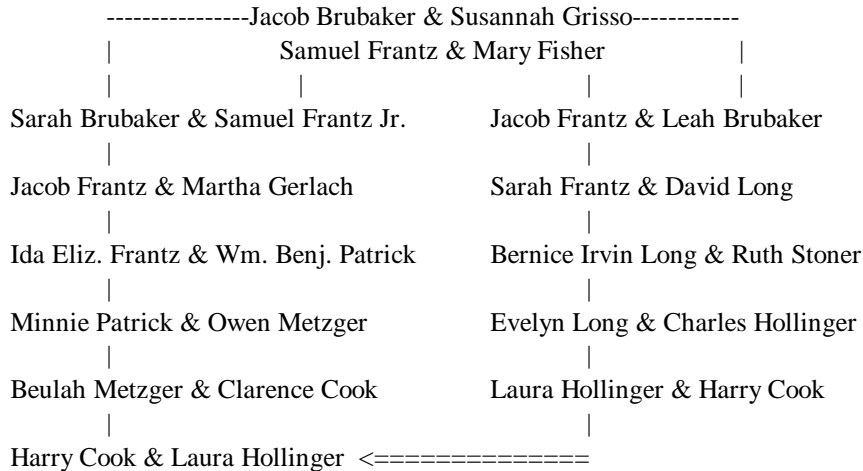 ----------------Jacob Brubaker & Susannah Grisso------------
| Samuel Frantz & Mary Fisher |
| | | |
Sarah Brubaker & Samuel Frantz Jr. Jacob Frantz & Leah Brubaker
| |
Jacob Frantz & Martha Gerlach Sarah Frantz & David Long
| |
Ida Eliz. Frantz & Wm. Benj. Patrick Bernice Irvin Long & Ruth Stoner
| |
Minnie Patrick & Owen Metzger Evelyn Long & Charles Hollinger
| |
Beulah Metzger & Clarence Cook Laura Hollinger & Harry Cook
| |
Harry Cook & Laura Hollinger <==============